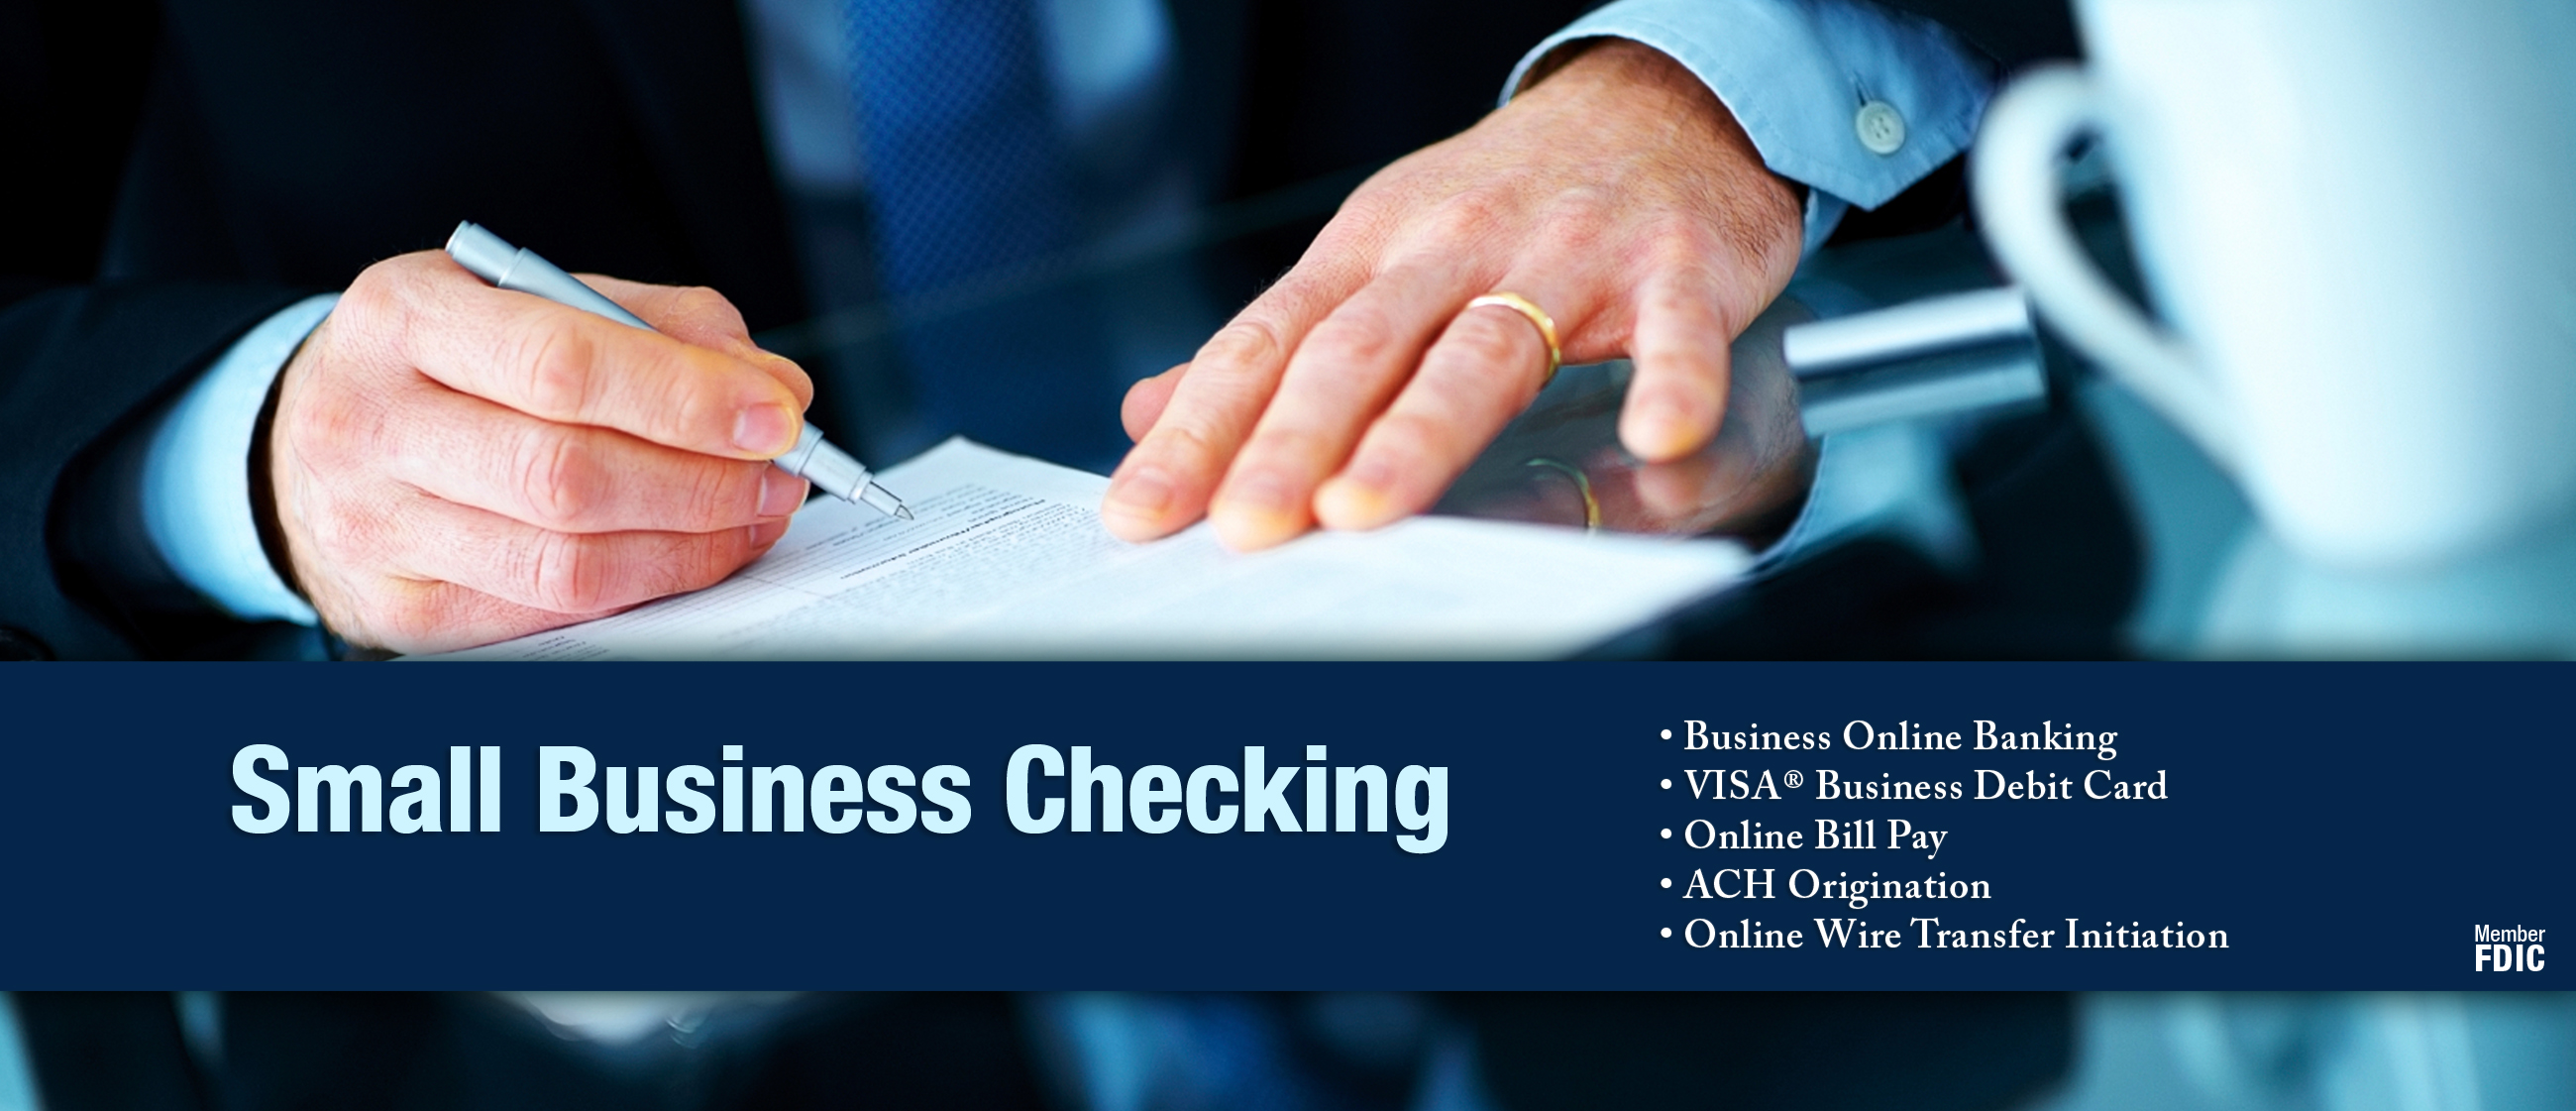 Small Business Checking
• Business Online Banking
• VISA® Business Debit Card
• Online Bill Pay
• ACH Origination
• Online Wire Transfer Initiation
Member
FDIC